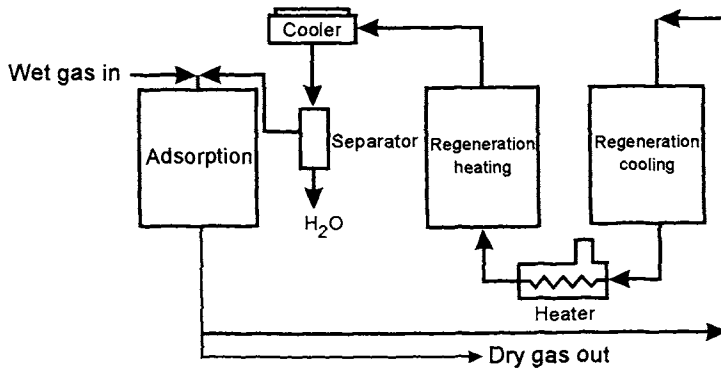 Cooler
Wet gas in
Adsorption
Separator
H2O
Regeneration
heating
Regeneration
cooling
Heater
Dry gas out